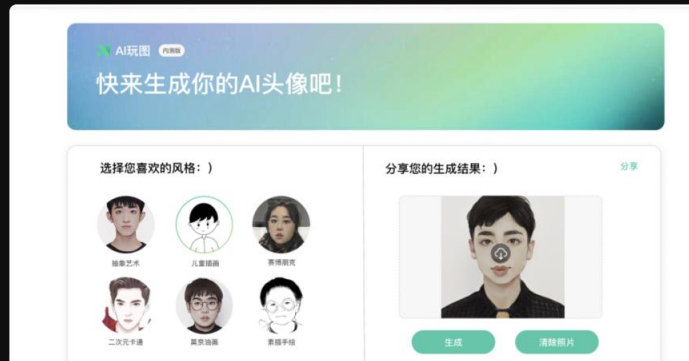 AI玩图 内测版
快来生成你的AI头像吧!
选择您喜欢的风格: )
抽象艺术 儿童插画 赛博朋克
二次元卡通 莫奈油画 素描手绘
分享您的生成结果: )
分享
生成 清除照片